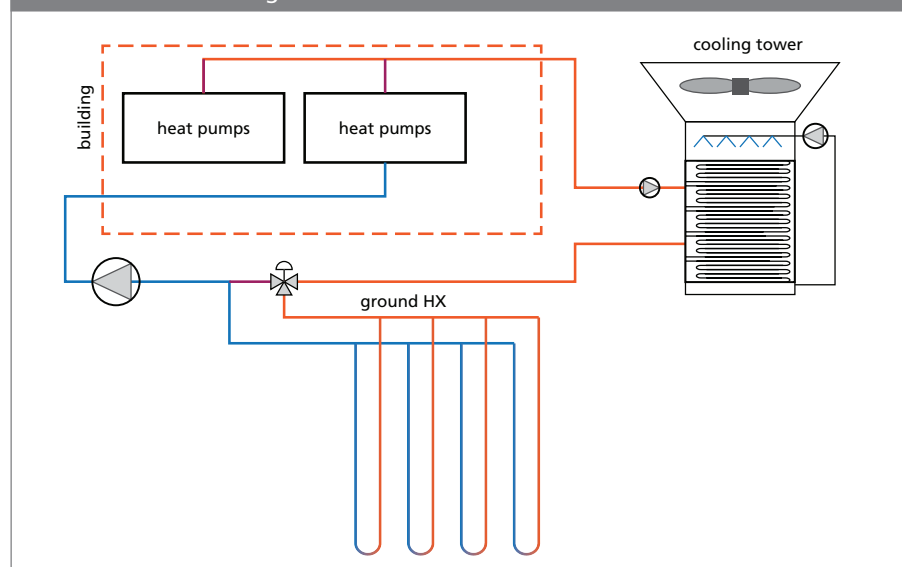 cooling tower
building
heat pumps
heat pumps
ground HX